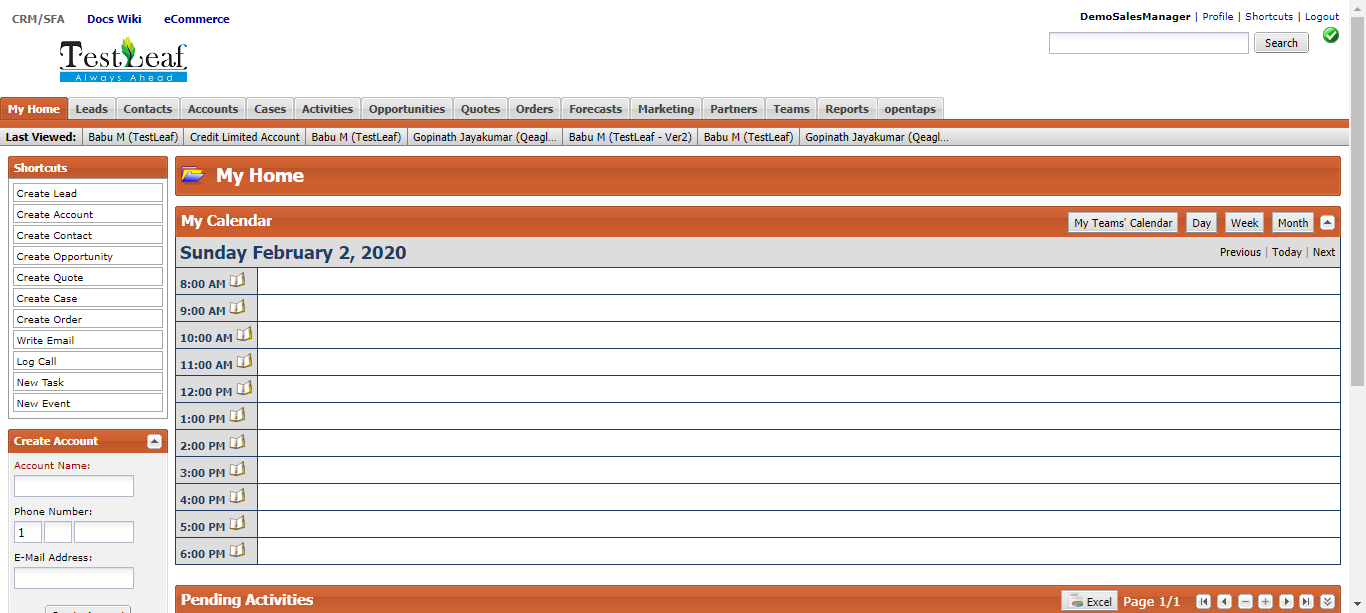 CRM/SFA Docs Wiki eCommerce
DemoSalesManager | Profile | Shortcuts | Logout
Search
TestLeaf
Always Ahead
My Home Leads Contacts Accounts Cases Activities Opportunities Quotes Orders Forecasts Marketing Partners Teams Reports opentaps
Last Viewed: Babu M (TestLeaf) Credit Limited Account Babu M (TestLeaf) Gopinath Jayakumar (Qeagl... Babu M (TestLeaf - Ver2) Babu M (TestLeaf) Gopinath Jayakumar (Qeagl...
Shortcuts
Create Lead
Create Account
Create Contact
Create Opportunity
Create Quote
Create Case
Create Order
Write Email
Log Call
New Task
New Event
Create Account
Account Name:
Phone Number:
1
E-Mail Address:
My Home
My Calendar My Teams' Calendar Day Week Month
Sunday February 2, 2020 Previous | Today | Next
8:00 AM
9:00 AM
10:00 AM
11:00 AM
12:00 PM
1:00 PM
2:00 PM
3:00 PM
4:00 PM
5:00 PM
6:00 PM
Pending Activities Excel Page 1/1